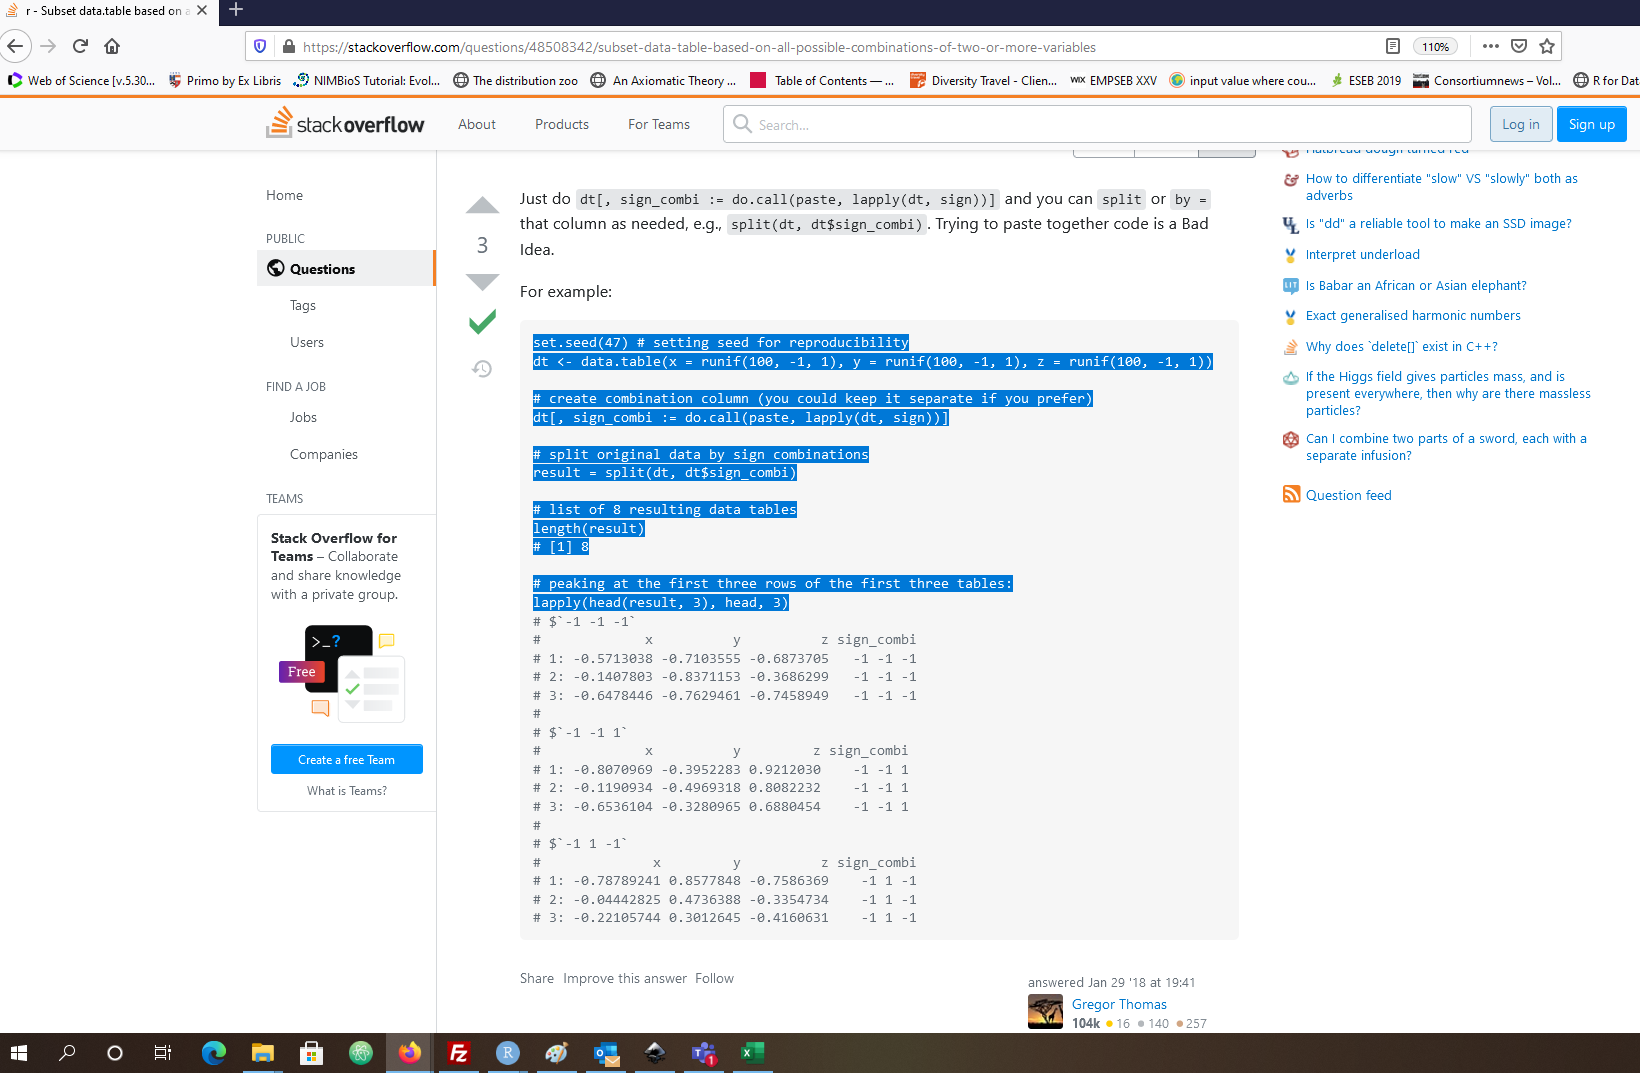 r - Subset data.table based on a
https://stackoverflow.com/questions/48508342/subset-data-table-based-on-all-possible-combinations-of-two-or-more-variables
110%
Web of Science [v.5.30... Primo by Ex Libris NIMBioS Tutorial: Evol... The distribution zoo An Axiomatic Theory ... Table of Contents — ... Diversity Travel - Clien... WIX EMPSEB XXV input value where cou... ESEB 2019 Consortiumnews – Vol... R for Dat
stackoverflow About Products For Teams Search... Log in Sign up
Home
PUBLIC
Questions
Tags
Users
FIND A JOB
Jobs
Companies
TEAMS
Stack Overflow for
Teams – Collaborate
and share knowledge
with a private group.
>_?
Free
Create a free Team
What is Teams?
3
Just do dt[, sign_combi := do.call(paste, lapply(dt, sign))] and you can split or by =
that column as needed, e.g., split(dt, dt$sign_combi). Trying to paste together code is a Bad
Idea.
For example:
set.seed(47) # setting seed for reproducibility
dt <- data.table(x = runif(100, -1, 1), y = runif(100, -1, 1), z = runif(100, -1, 1))
# create combination column (you could keep it separate if you prefer)
dt[, sign_combi := do.call(paste, lapply(dt, sign))]
# split original data by sign combinations
result = split(dt, dt$sign_combi)
# list of 8 resulting data tables
length(result)
# [1] 8
# peaking at the first three rows of the first three tables:
lapply(head(result, 3), head, 3)
# $`-1 -1 -1`
# x y z sign_combi
# 1: -0.5713038 -0.7103555 -0.6873705 -1 -1 -1
# 2: -0.1407803 -0.8371153 -0.3686299 -1 -1 -1
# 3: -0.6478446 -0.7629461 -0.7458949 -1 -1 -1
#
# $`-1 -1 1`
# x y z sign_combi
# 1: -0.8070969 -0.3952283 0.9212030 -1 -1 1
# 2: -0.1190934 -0.4969318 0.8082232 -1 -1 1
# 3: -0.6536104 -0.3280965 0.6880454 -1 -1 1
#
# $`-1 1 -1`
# x y z sign_combi
# 1: -0.78789241 0.8577848 -0.7586369 -1 1 -1
# 2: -0.04442825 0.4736388 -0.3354734 -1 1 -1
# 3: -0.22105744 0.3012645 -0.4160631 -1 1 -1
Share Improve this answer Follow
answered Jan 29 '18 at 19:41
Gregor Thomas
104k 16 140 257
Flatbread dough turned red
How to differentiate "slow" VS "slowly" both as
adverbs
Is "dd" a reliable tool to make an SSD image?
Interpret underload
LIT Is Babar an African or Asian elephant?
Exact generalised harmonic numbers
Why does `delete[]` exist in C++?
If the Higgs field gives particles mass, and is
present everywhere, then why are there massless
particles?
Can I combine two parts of a sword, each with a
separate infusion?
Question feed